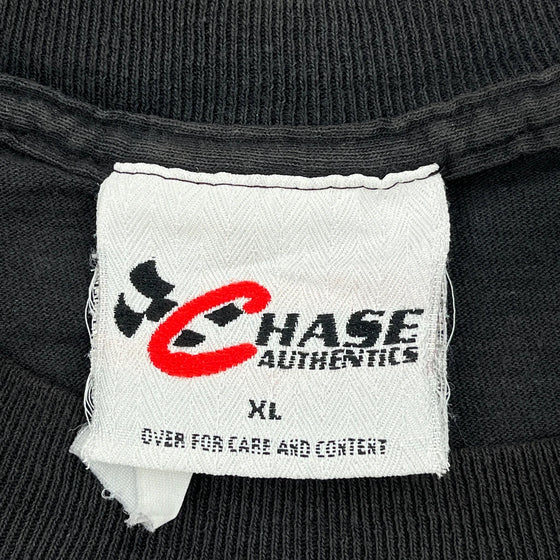 CHASE
AUTHENTICS
XL
OVER FOR CARE AND CONTENT